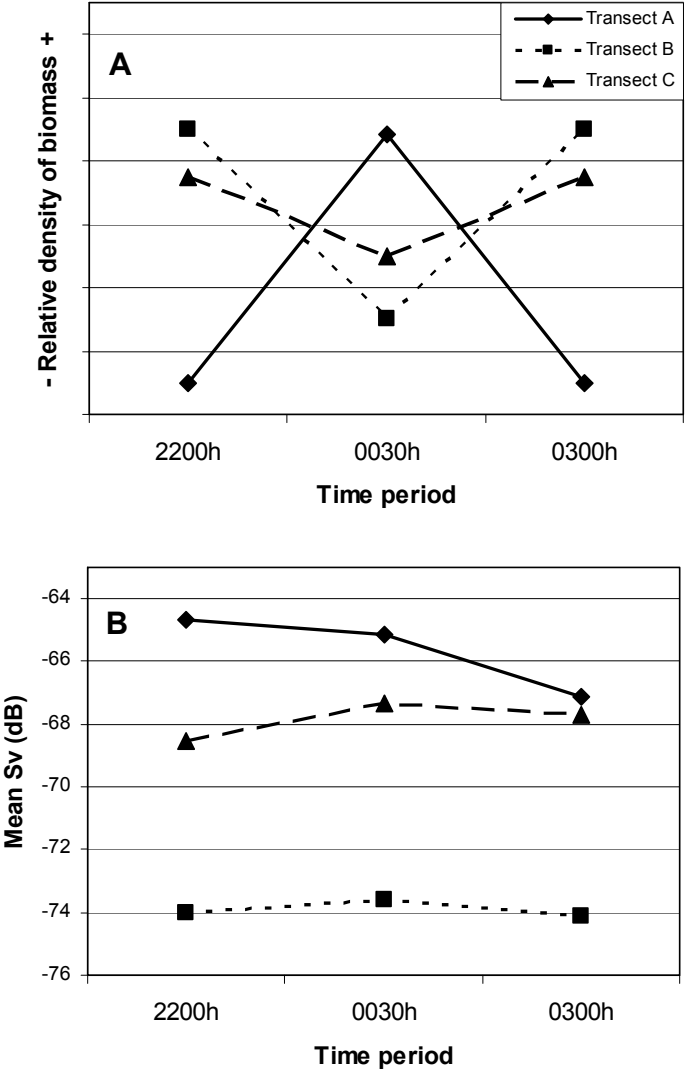 Transect A
Transect B
Transect C
A
- Relative density of biomass +
2200h 0030h 0300h
Time period
B
-64
-66
-68
-70
-72
-74
-76
Mean Sv (dB)
2200h 0030h 0300h
Time period